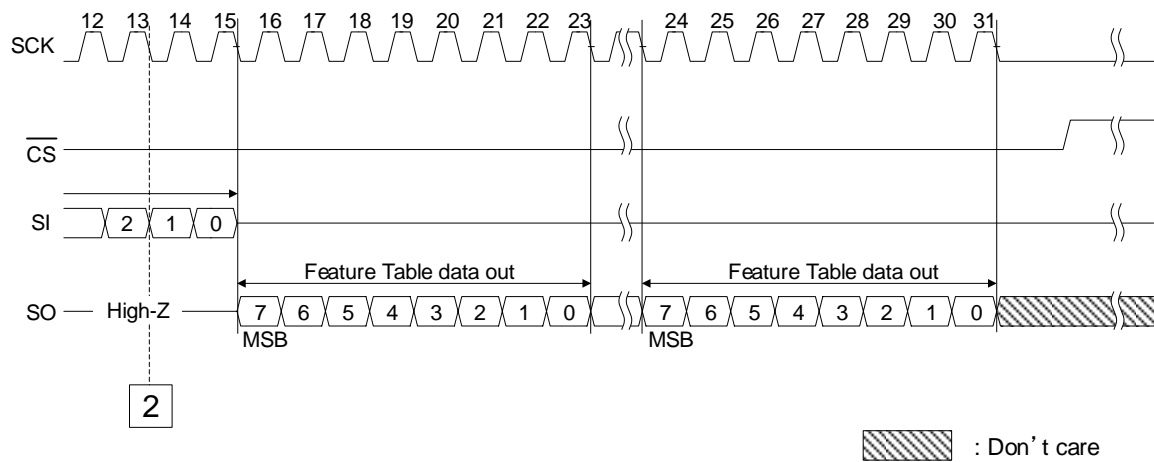 12 13 14 15 16 17 18 19 20 21 22 23 24 25 26 27 28 29 30 31
SCK
CS
SI 2 1 0
Feature Table data out Feature Table data out
SO High-Z 7 6 5 4 3 2 1 0 7 6 5 4 3 2 1 0
MSB MSB
2
: Don't care